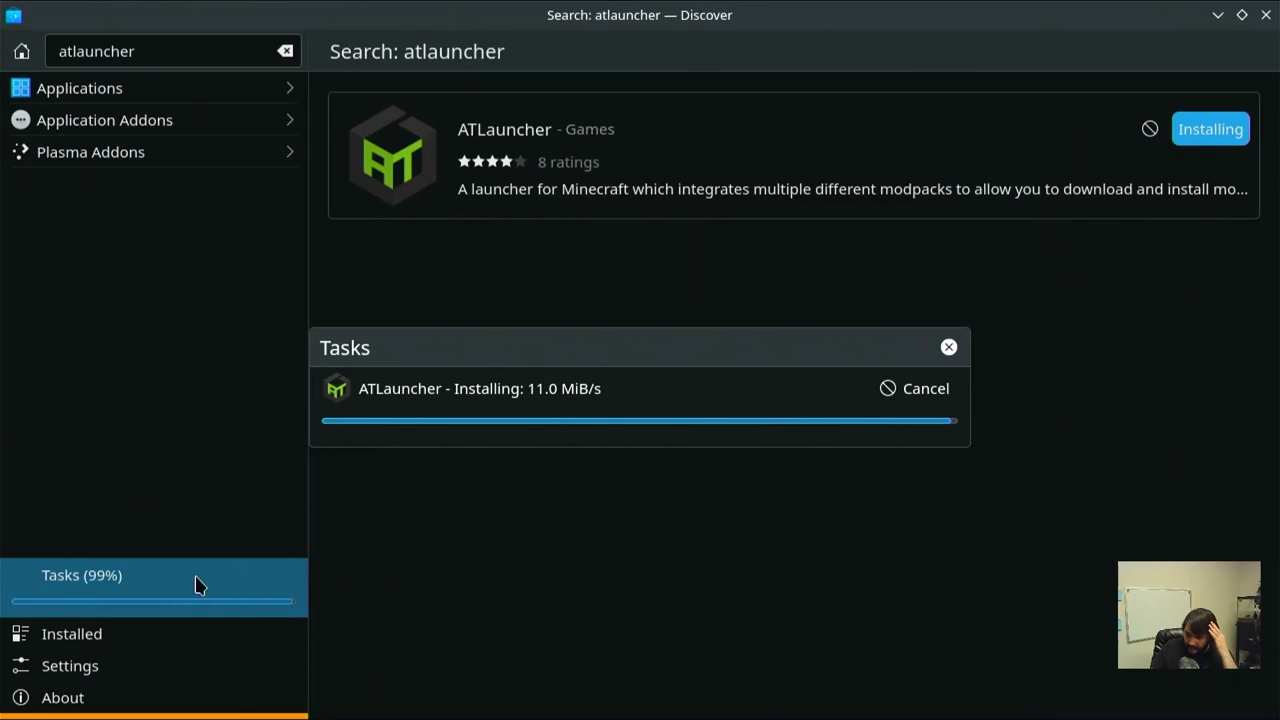 Search: atlauncher — Discover
atlauncher
Search: atlauncher
Applications
Application Addons
Plasma Addons
ATLauncher - Games
Installing
8 ratings
A launcher for Minecraft which integrates multiple different modpacks to allow you to download and install mo...
Tasks
ATLauncher - Installing: 11.0 MiB/s
Cancel
Tasks (99%)
Installed
Settings
About